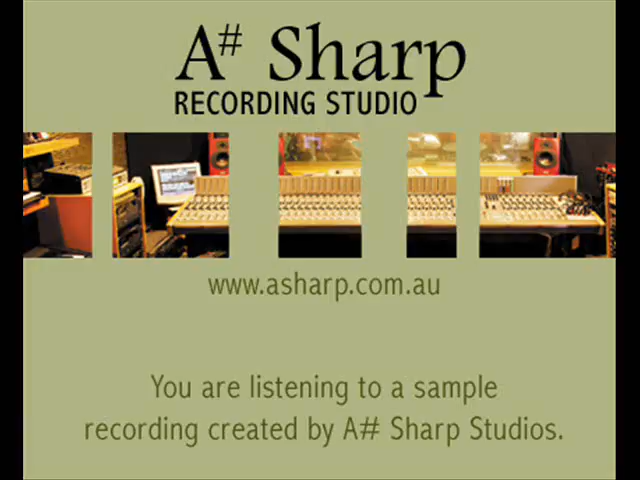 A# Sharp
RECORDING STUDIO
www.asharp.com.au
You are listening to a sample
recording created by A# Sharp Studios.